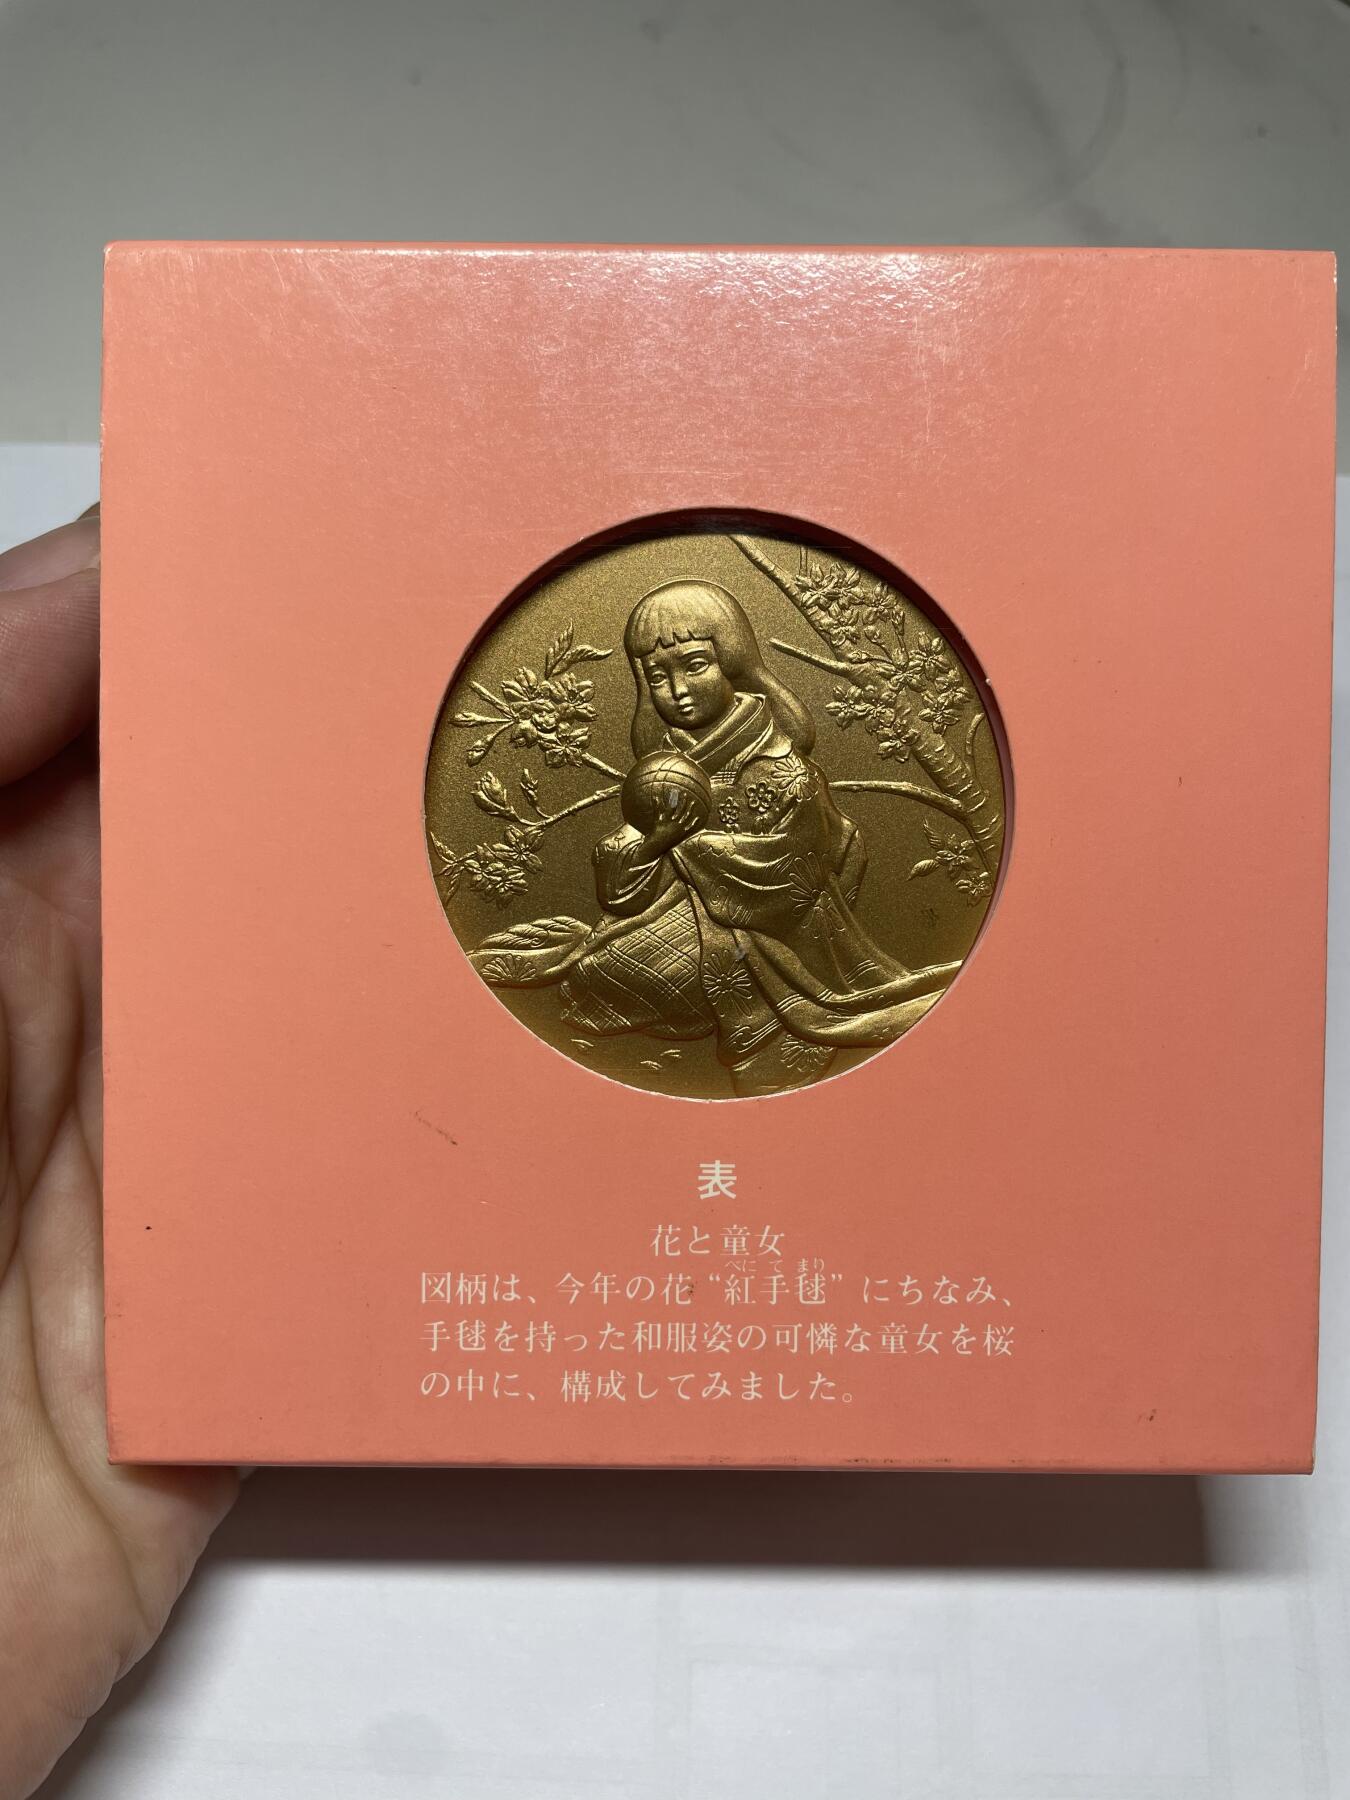 表
花と童女
図柄は、今年の花“紅手毬”にちなみ、
べに て まり
手毬を持った和服姿の可憐な童女を桜
の中に、構成してみました。